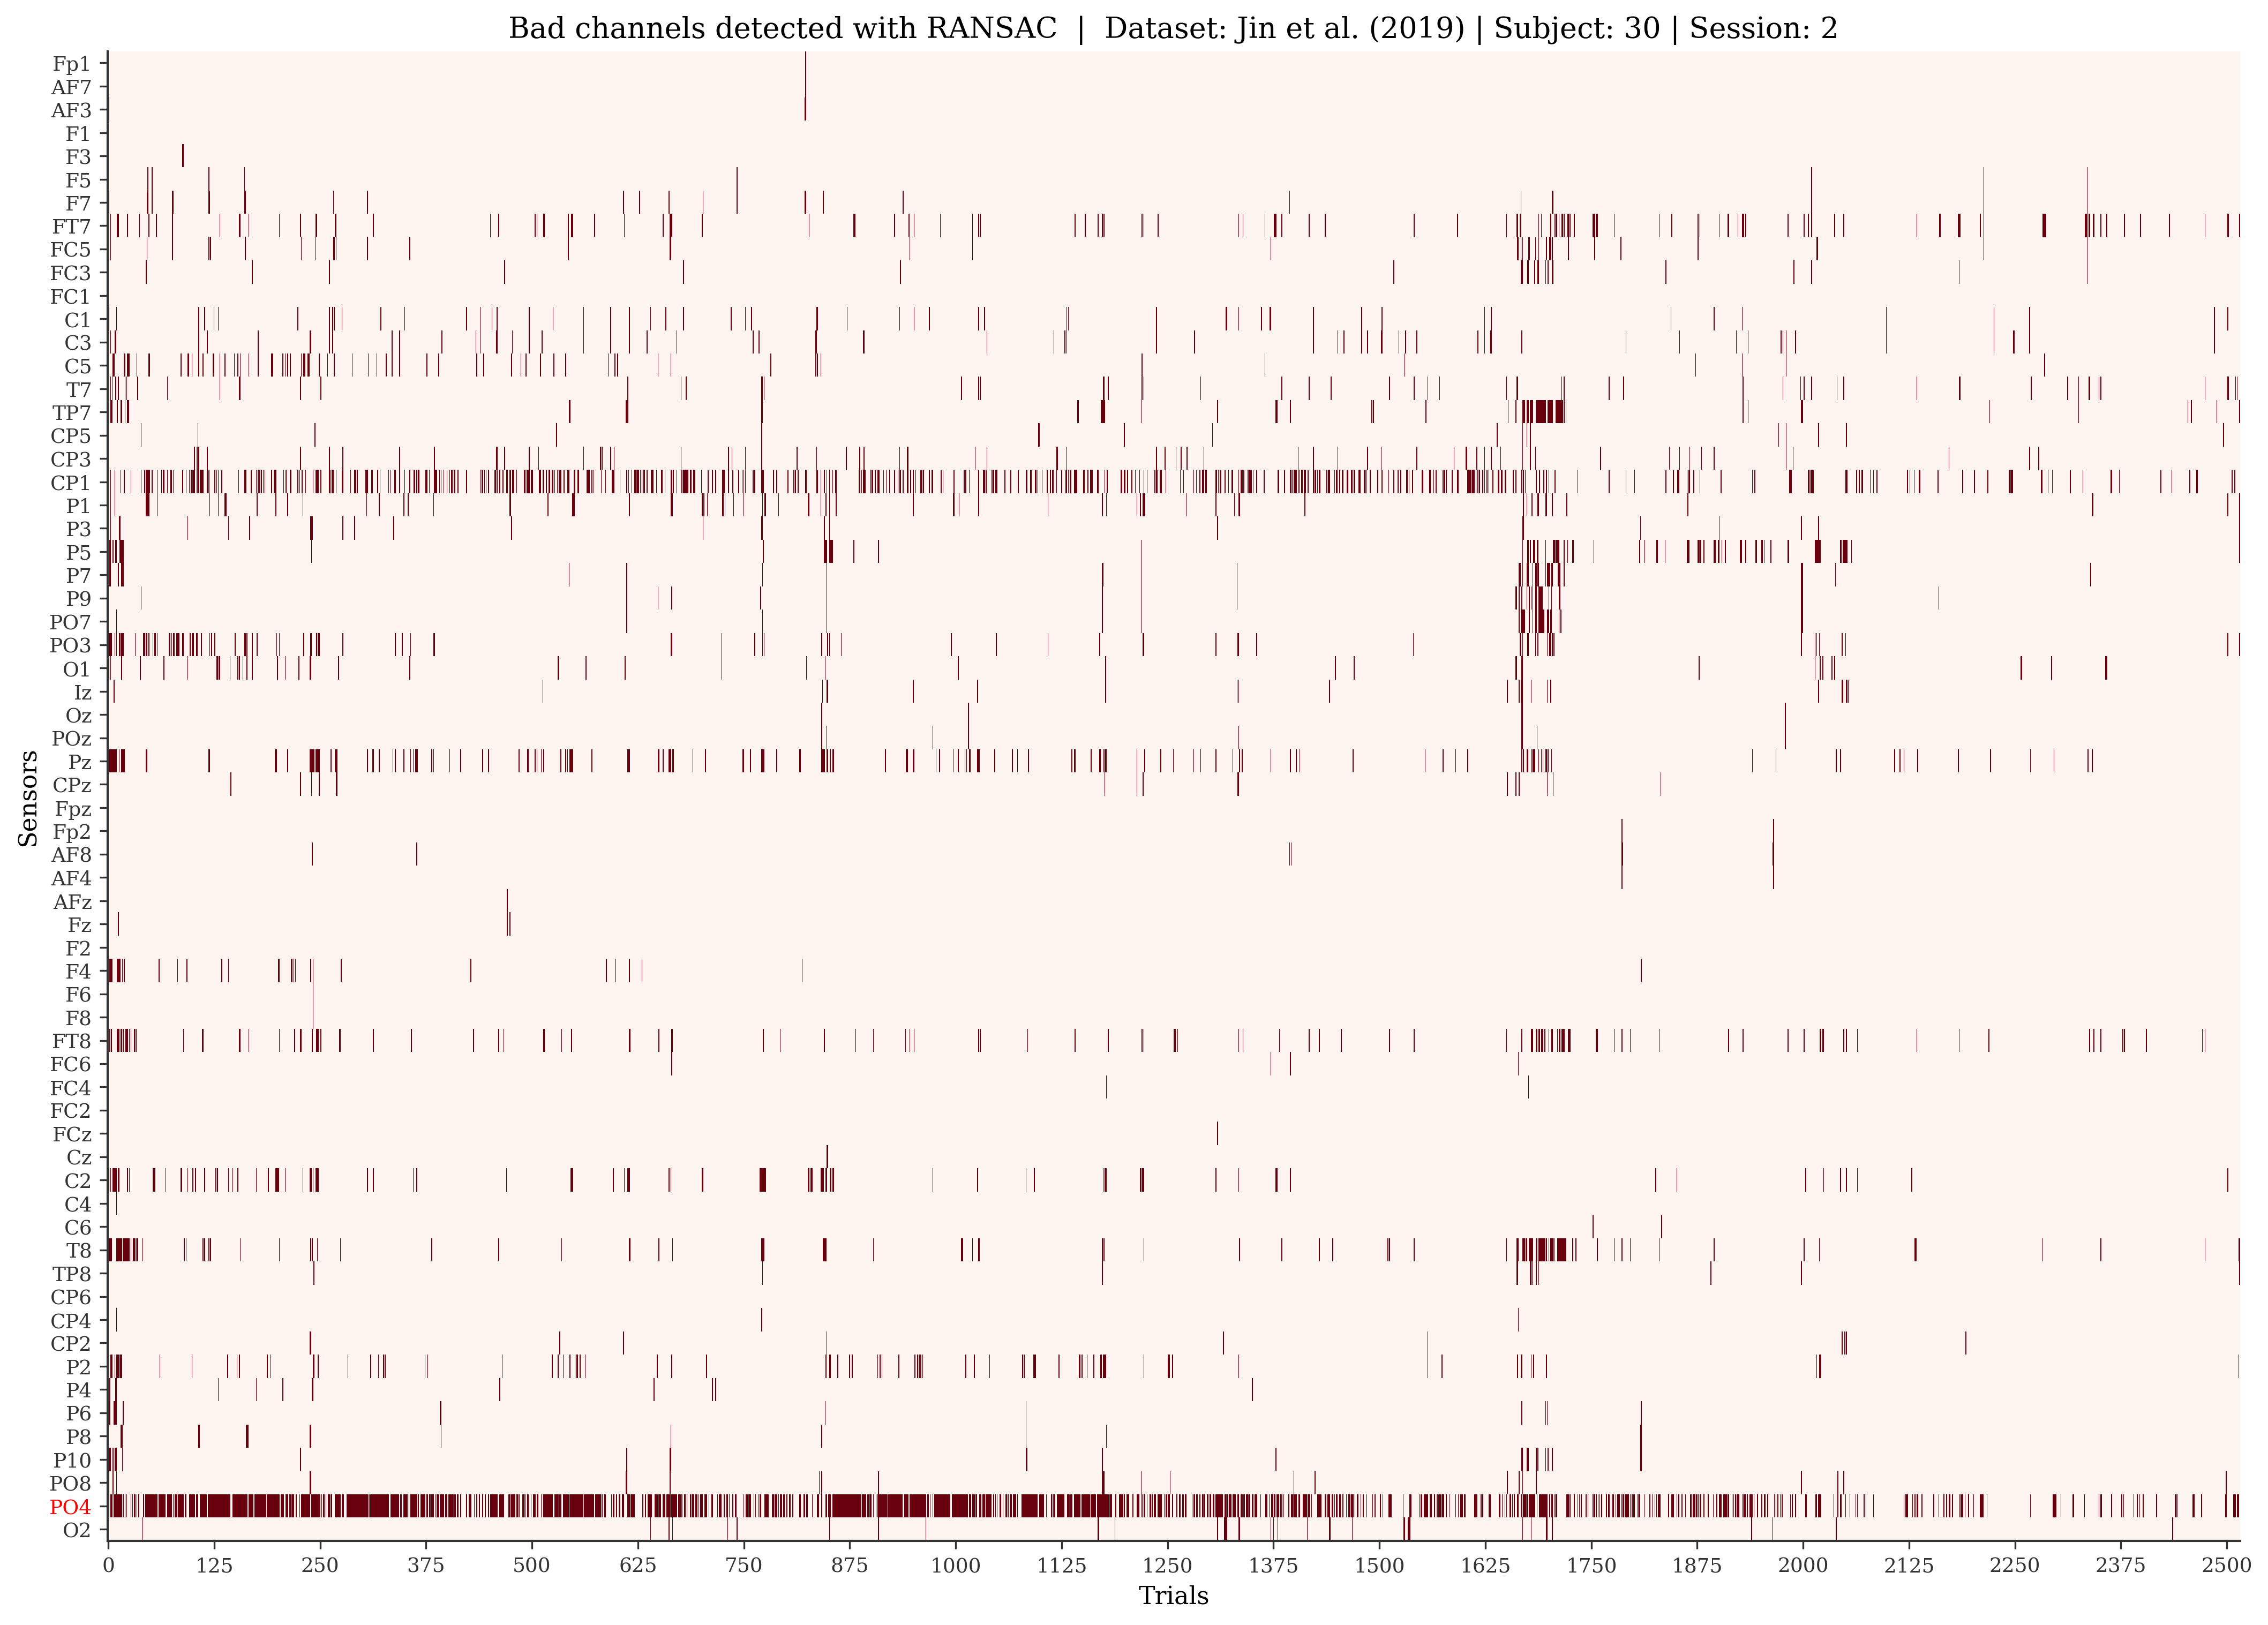 Bad channels detected with RANSAC | Dataset: Jin et al. (2019) | Subject: 30 | Session: 2
Fp1
AF7
AF3
F1
F3
F5
F7
FT7
FC5
FC3
FC1
C1
C3
C5
T7
TP7
CP5
CP3
CP1
P1
P3
P5
P7
P9
PO7
PO3
O1
Iz
Oz
POz
Pz
CPz
Fpz
Fp2
AF8
AF4
AFz
Fz
F2
F4
F6
F8
FT8
FC6
FC4
FC2
FCz
Cz
C2
C4
C6
T8
TP8
CP6
CP4
CP2
P2
P4
P6
P8
P10
PO8
PO4
O2
Sensors
0 125 250 375 500 625 750 875 1000 1125 1250 1375 1500 1625 1750 1875 2000 2125 2250 2375 2500
Trials